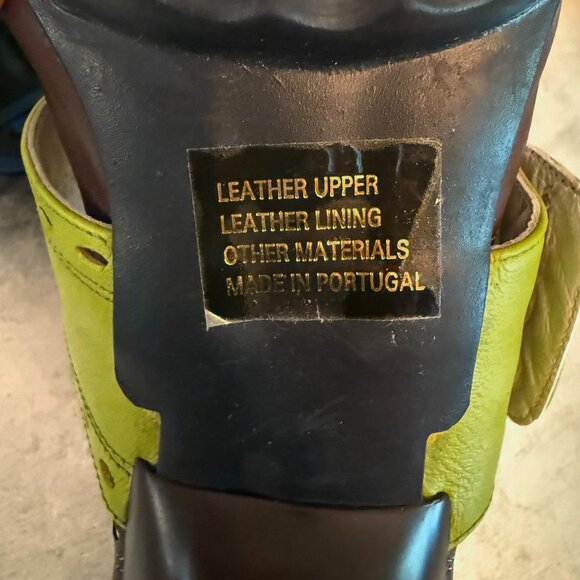 LEATHER UPPER
LEATHER LINING
OTHER MATERIALS
MADE IN PORTUGAL